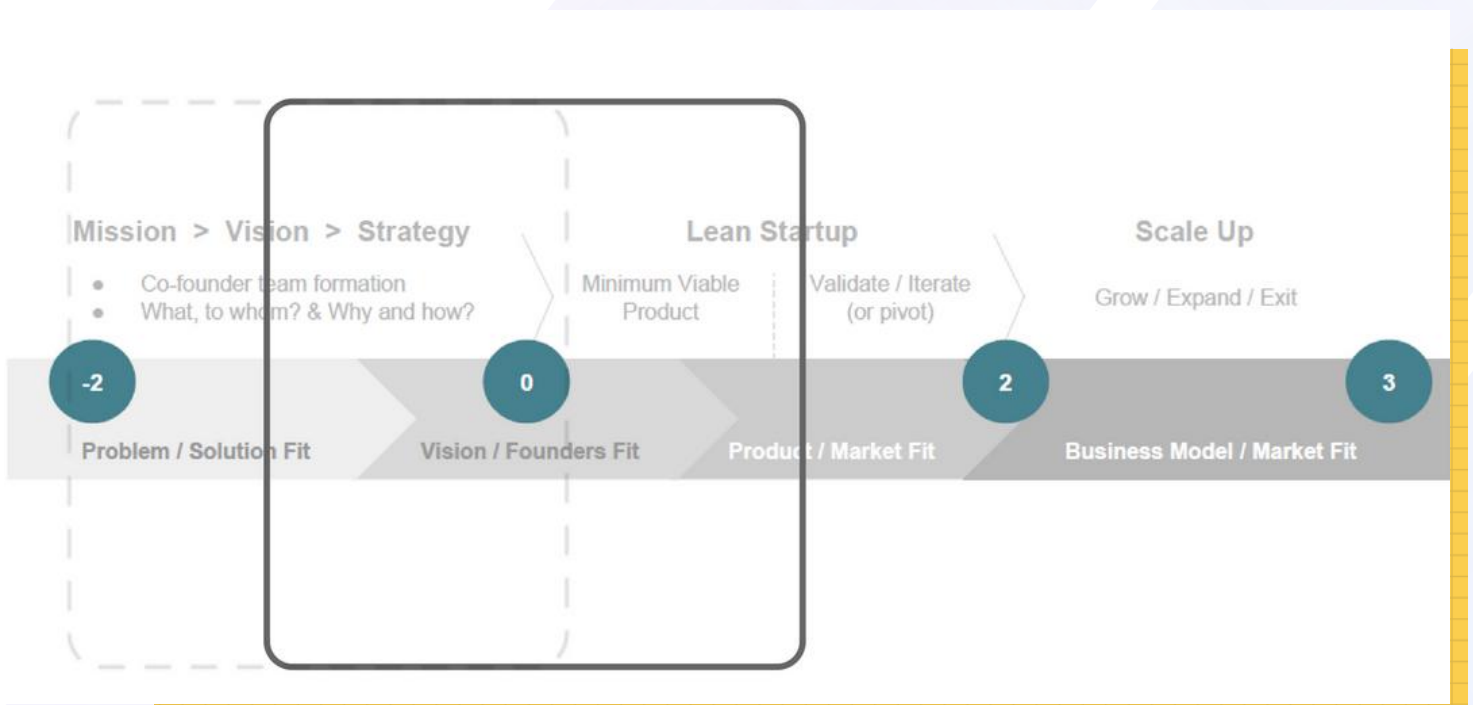 Mission > Vision > Strategy
● Co-founder team formation
● What, to whom? & Why and how?
Lean Startup
Minimum Viable
Product
Validate / Iterate
(or pivot)
Scale Up
Grow / Expand / Exit
-2
0
2
3
Problem / Solution Fit
Vision / Founders Fit
Product / Market Fit
Business Model / Market Fit